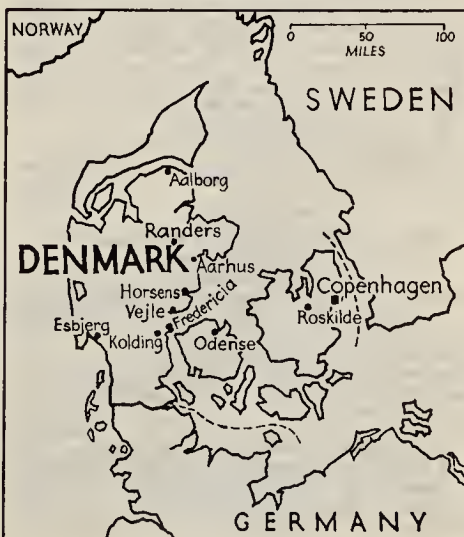 NORWAY
0 50 100
MILES
SWEDEN
Aalborg
Randers
DENMARK
Aarhus
Horsens
Copenhagen
Vejle
Fredericia
Roskilde
Esbjerg
Kolding
Odense
GERMANY